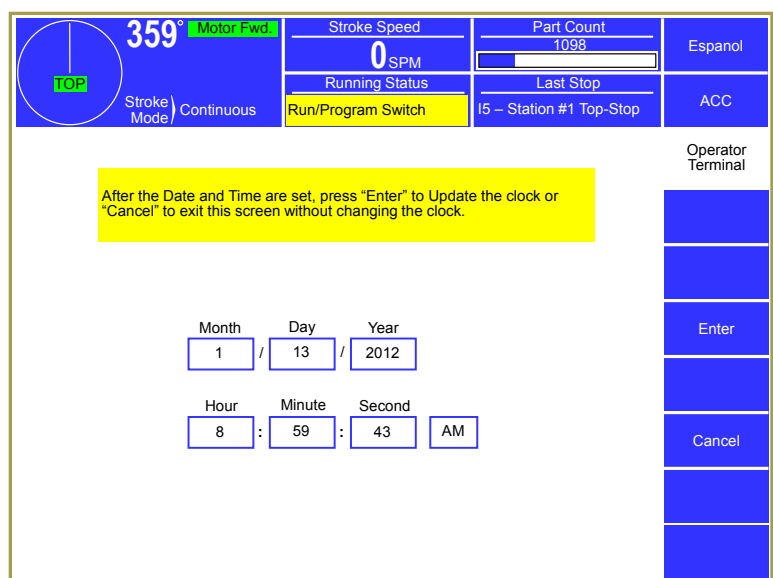 359° Motor Fwd.
TOP
Stroke Mode) Continuous
Stroke Speed
0 SPM
Running Status
Run/Program Switch
Part Count
1098
Last Stop
I5 – Station #1 Top-Stop
Espanol
ACC
Operator
Terminal
After the Date and Time are set, press “Enter” to Update the clock or
“Cancel” to exit this screen without changing the clock.
Month Day Year
1 / 13 / 2012
Hour Minute Second
8 : 59 : 43 AM
Enter
Cancel